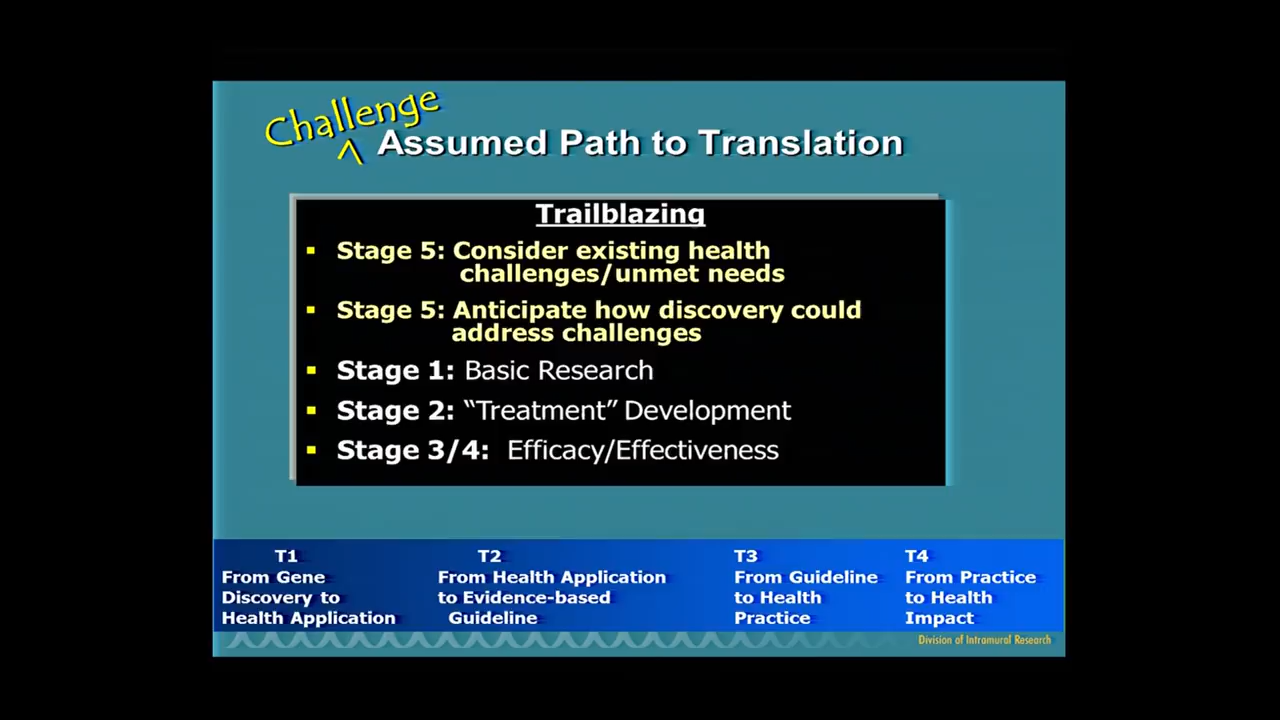 Challenge
^ Assumed Path to Translation
Trailblazing
▪ Stage 5: Consider existing health
challenges/unmet needs
▪ Stage 5: Anticipate how discovery could
address challenges
▪ Stage 1: Basic Research
▪ Stage 2: “Treatment” Development
▪ Stage 3/4: Efficacy/Effectiveness
T1
From Gene
Discovery to
Health Application
T2
From Health Application
to Evidence-based
Guideline
T3
From Guideline
to Health
Practice
T4
From Practice
to Health
Impact
Division of Intramural Research